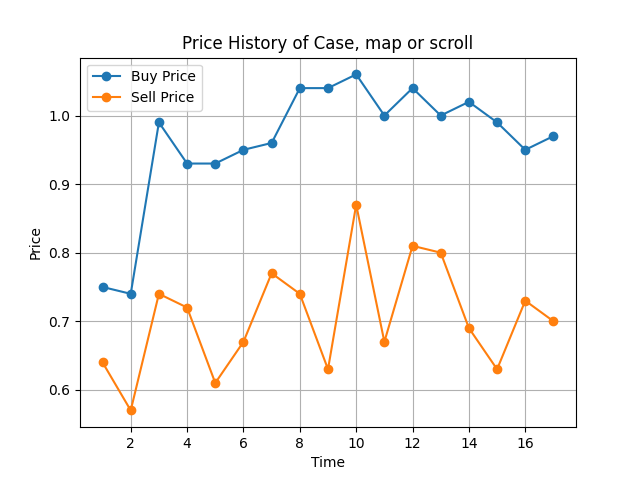 Price History of Case, map or scroll
Buy Price
Sell Price
1.0
0.9
0.8
0.7
0.6
Price
2 4 6 8 10 12 14 16
Time